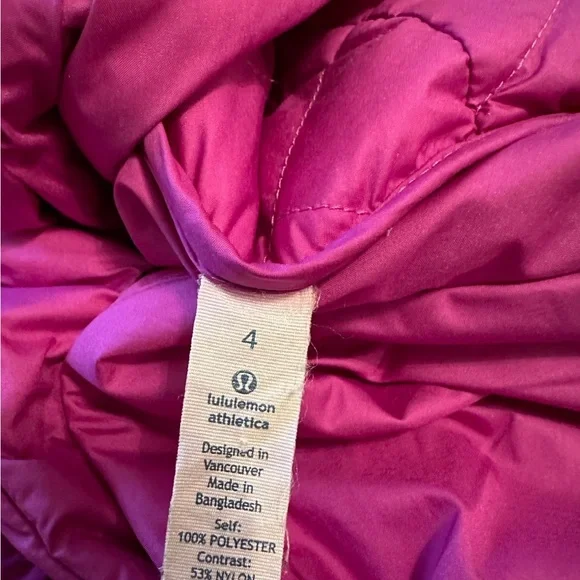 4
lululemon
athletica
Designed in
Vancouver
Made in
Bangladesh
Self:
100% POLYESTER
Contrast:
53% NYLON